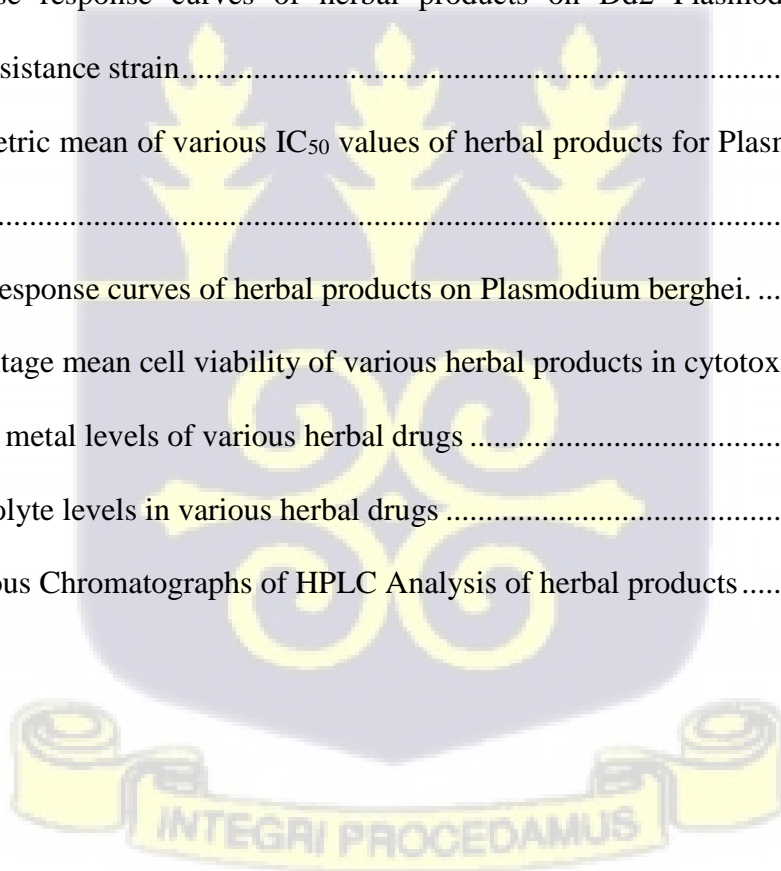 se response curves of herbal products on Dd2 Plasmod
sistance strain
etric mean of various IC50 values of herbal products for Plasm
esponse curves of herbal products on Plasmodium berghei.
tage mean cell viability of various herbal products in cytotox
metal levels of various herbal drugs
olyte levels in various herbal drugs
ous Chromatographs of HPLC Analysis of herbal products
INTEGRI PROCEDAMUS